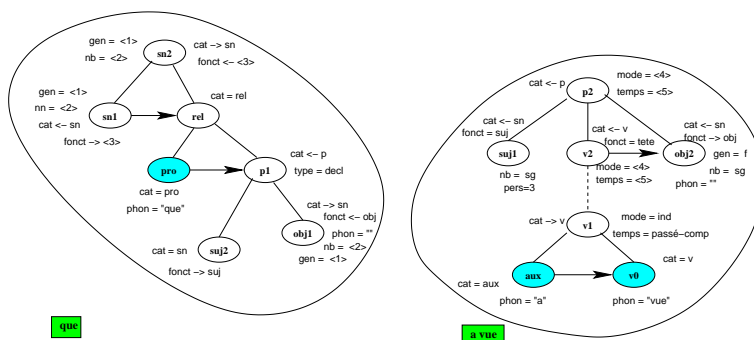 gen = <1>
nb = <2>
sn2
cat -> sn
fonct <- <3>
gen = <1>
nn = <2>
cat <- sn
fonct -> <3>
sn1
cat = rel
rel
pro
cat = pro
phon = "que"
p1
cat <- p
type = decl
cat = sn
fonct -> suj
suj2
cat -> sn
fonct <- obj
phon = ""
nb = <2>
gen = <1>
obj1
que
cat <- p
p2
mode = <4>
temps = <5>
cat <- sn
fonct = suj
suj1
nb = sg
pers=3
cat <- v
fonct = tete
v2
mode = <4>
temps = <5>
cat <- sn
fonct -> obj
obj2
gen = f
nb = sg
phon = ""
cat -> v
v1
mode = ind
temps = passé-comp
cat = aux
aux
phon = "a"
cat = v
v0
phon = "vue"
a vue